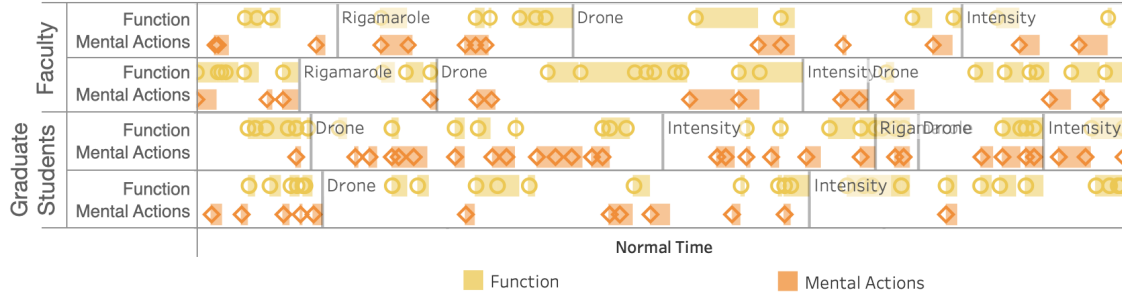 Faculty
Function Rigamarole Drone Intensity
Mental Actions
Function Rigamarole Drone Intensity Drone
Mental Actions
Graduate Students
Function Drone Intensity Rigamarole Drone Intensity
Mental Actions
Function Drone Intensity
Mental Actions
Normal Time
Function Mental Actions